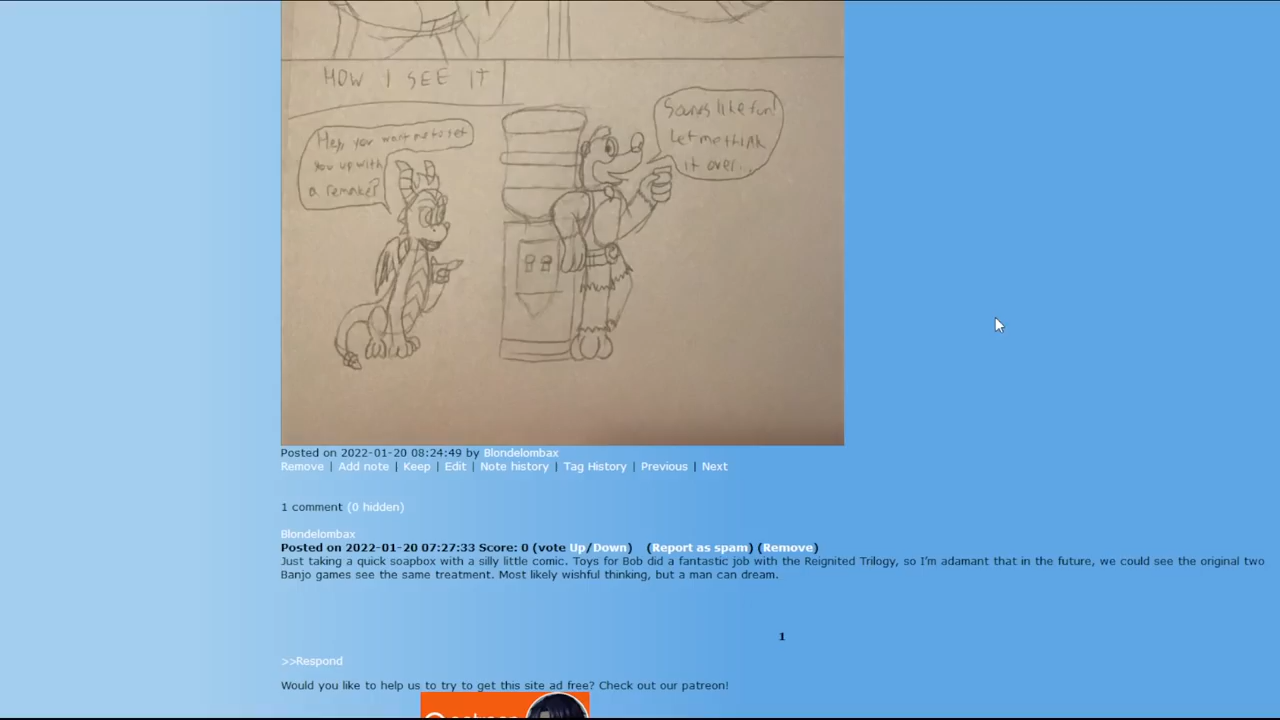 HOW I SEE IT
Hey, you want me to set
you up with
a remake?
Sounds like fun!
Let me think
it over...
Posted on 2022-01-20 08:24:49 by Blondelombax
Remove | Add note | Keep | Edit | Note history | Tag History | Previous | Next
1 comment (0 hidden)
Blondelombax
Posted on 2022-01-20 07:27:33 Score: 0 (vote Up/Down) (Report as spam) (Remove)
Just taking a quick soapbox with a silly little comic. Toys for Bob did a fantastic job with the Reignited Trilogy, so I'm adamant that in the future, we could see the original two
Banjo games see the same treatment. Most likely wishful thinking, but a man can dream.
1
>>Respond
Would you like to help us to try to get this site ad free? Check out our patreon!